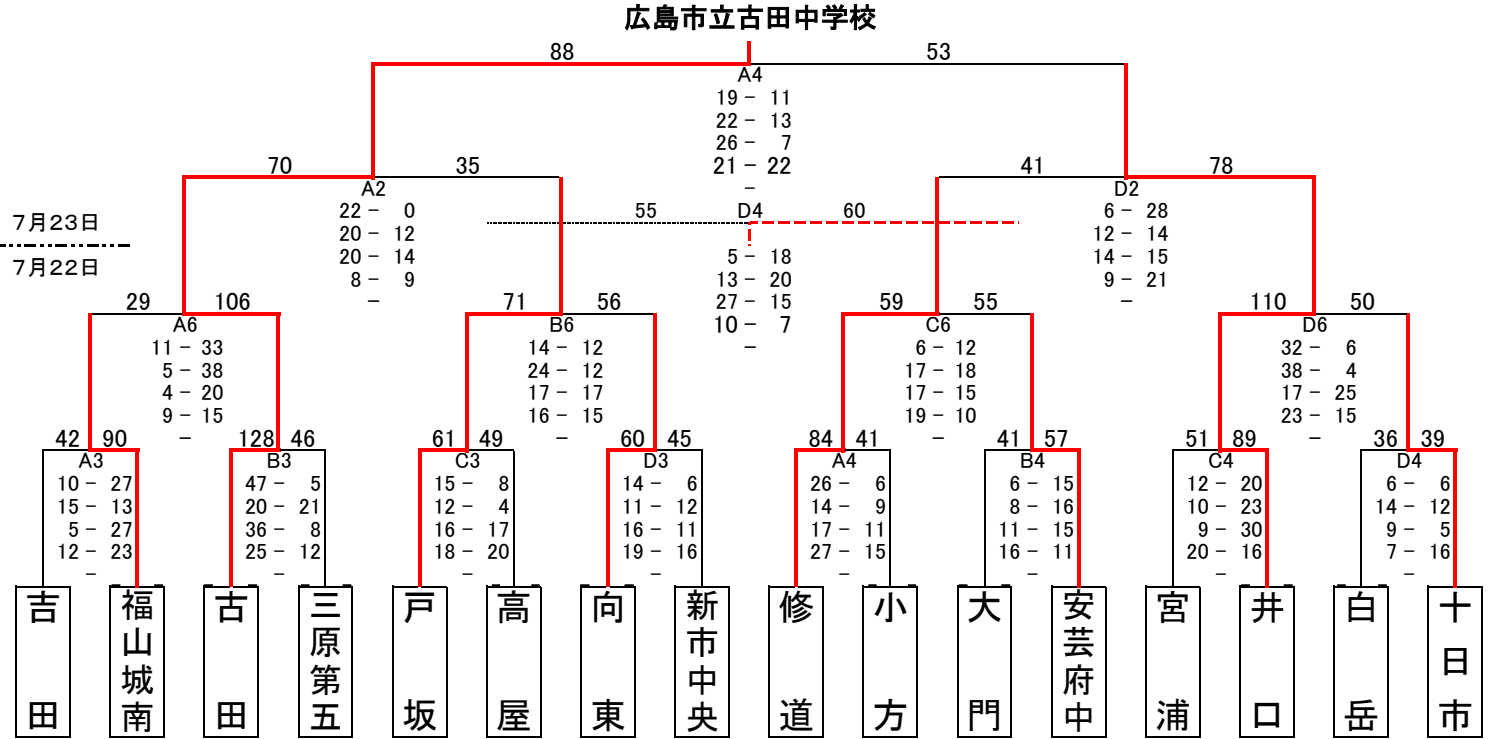 広島市立古田中学校
88 53
A4
19 - 11
22 - 13
26 - 7
21 - 22
-
70 35
A2
22 - 0
20 - 12
20 - 14
8 - 9
-
41 78
D2
6 - 28
12 - 14
14 - 15
9 - 21
-
55 D4 60
5 - 18
13 - 20
27 - 15
10 - 7
-
7月23日
7月22日
29 106
A6
11 - 33
5 - 38
4 - 20
9 - 15
-
71 56
B6
14 - 12
24 - 12
17 - 17
16 - 15
-
59 55
C6
6 - 12
17 - 18
17 - 15
19 - 10
-
110 50
D6
32 - 6
38 - 4
17 - 25
23 - 15
-
42 90
A3
10 - 27
15 - 13
5 - 27
12 - 23
-
128 46
B3
47 - 5
20 - 21
36 - 8
25 - 12
-
61 49
C3
15 - 8
12 - 4
16 - 17
18 - 20
-
60 45
D3
14 - 6
11 - 12
16 - 11
19 - 16
-
84 41
A4
26 - 6
14 - 9
17 - 11
27 - 15
-
41 57
B4
6 - 15
8 - 16
11 - 15
16 - 11
-
51 89
C4
12 - 20
10 - 23
9 - 30
20 - 16
-
36 39
D4
6 - 6
14 - 12
9 - 5
7 - 16
-
吉田
福山城南
古田
三原第五
戸坂
高屋
向東
新市中央
修道
小方
大門
安芸府中
宮浦
井口
白岳
十日市